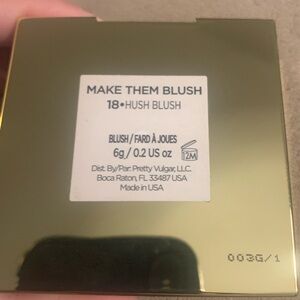 MAKE THEM BLUSH
18•HUSH BLUSH
BLUSH/FARD À JOUES
6g/0.2 US oz
12M
Dist. By/Par: Pretty Vulgar, LLC.
Boca Raton, FL 33487 USA
Made in USA
003G/1